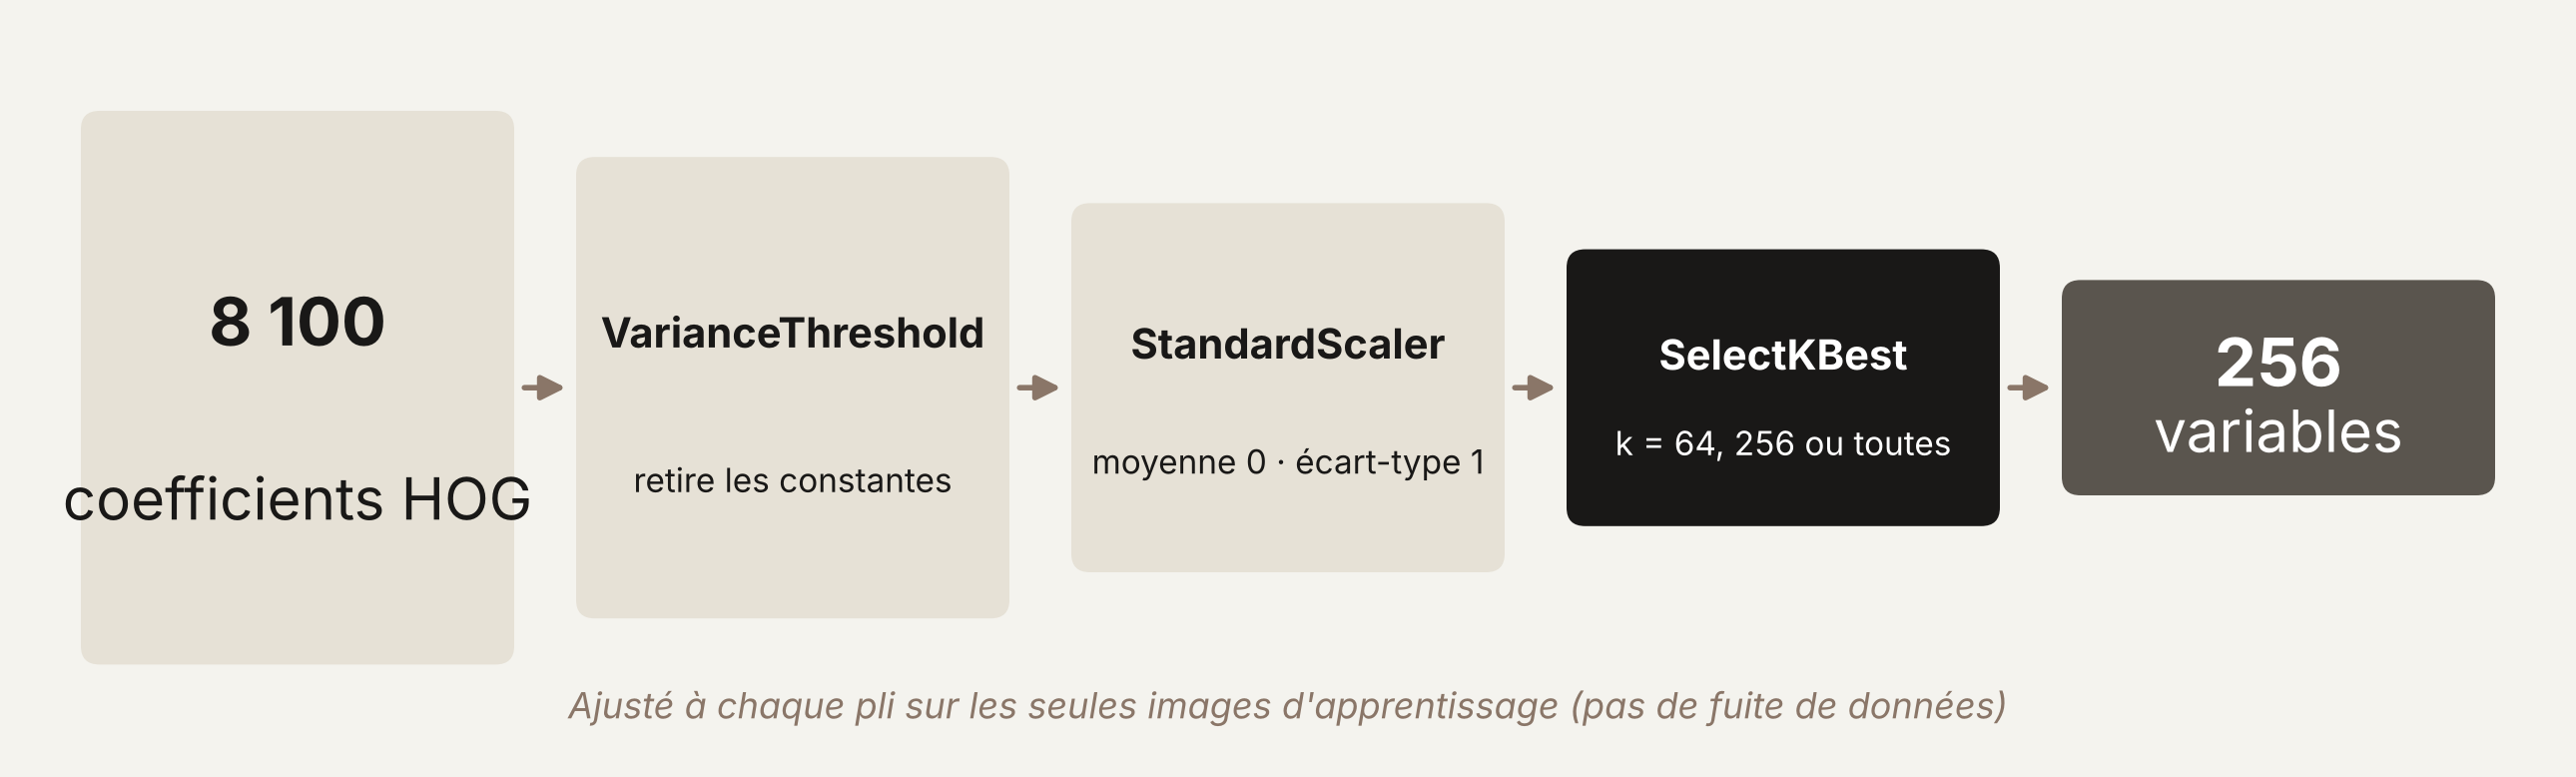 8 100
coefficients HOG
VarianceThreshold
retire les constantes
StandardScaler
moyenne 0 · écart-type 1
SelectKBest
k = 64, 256 ou toutes
256
variables
Ajusté à chaque pli sur les seules images d'apprentissage (pas de fuite de données)